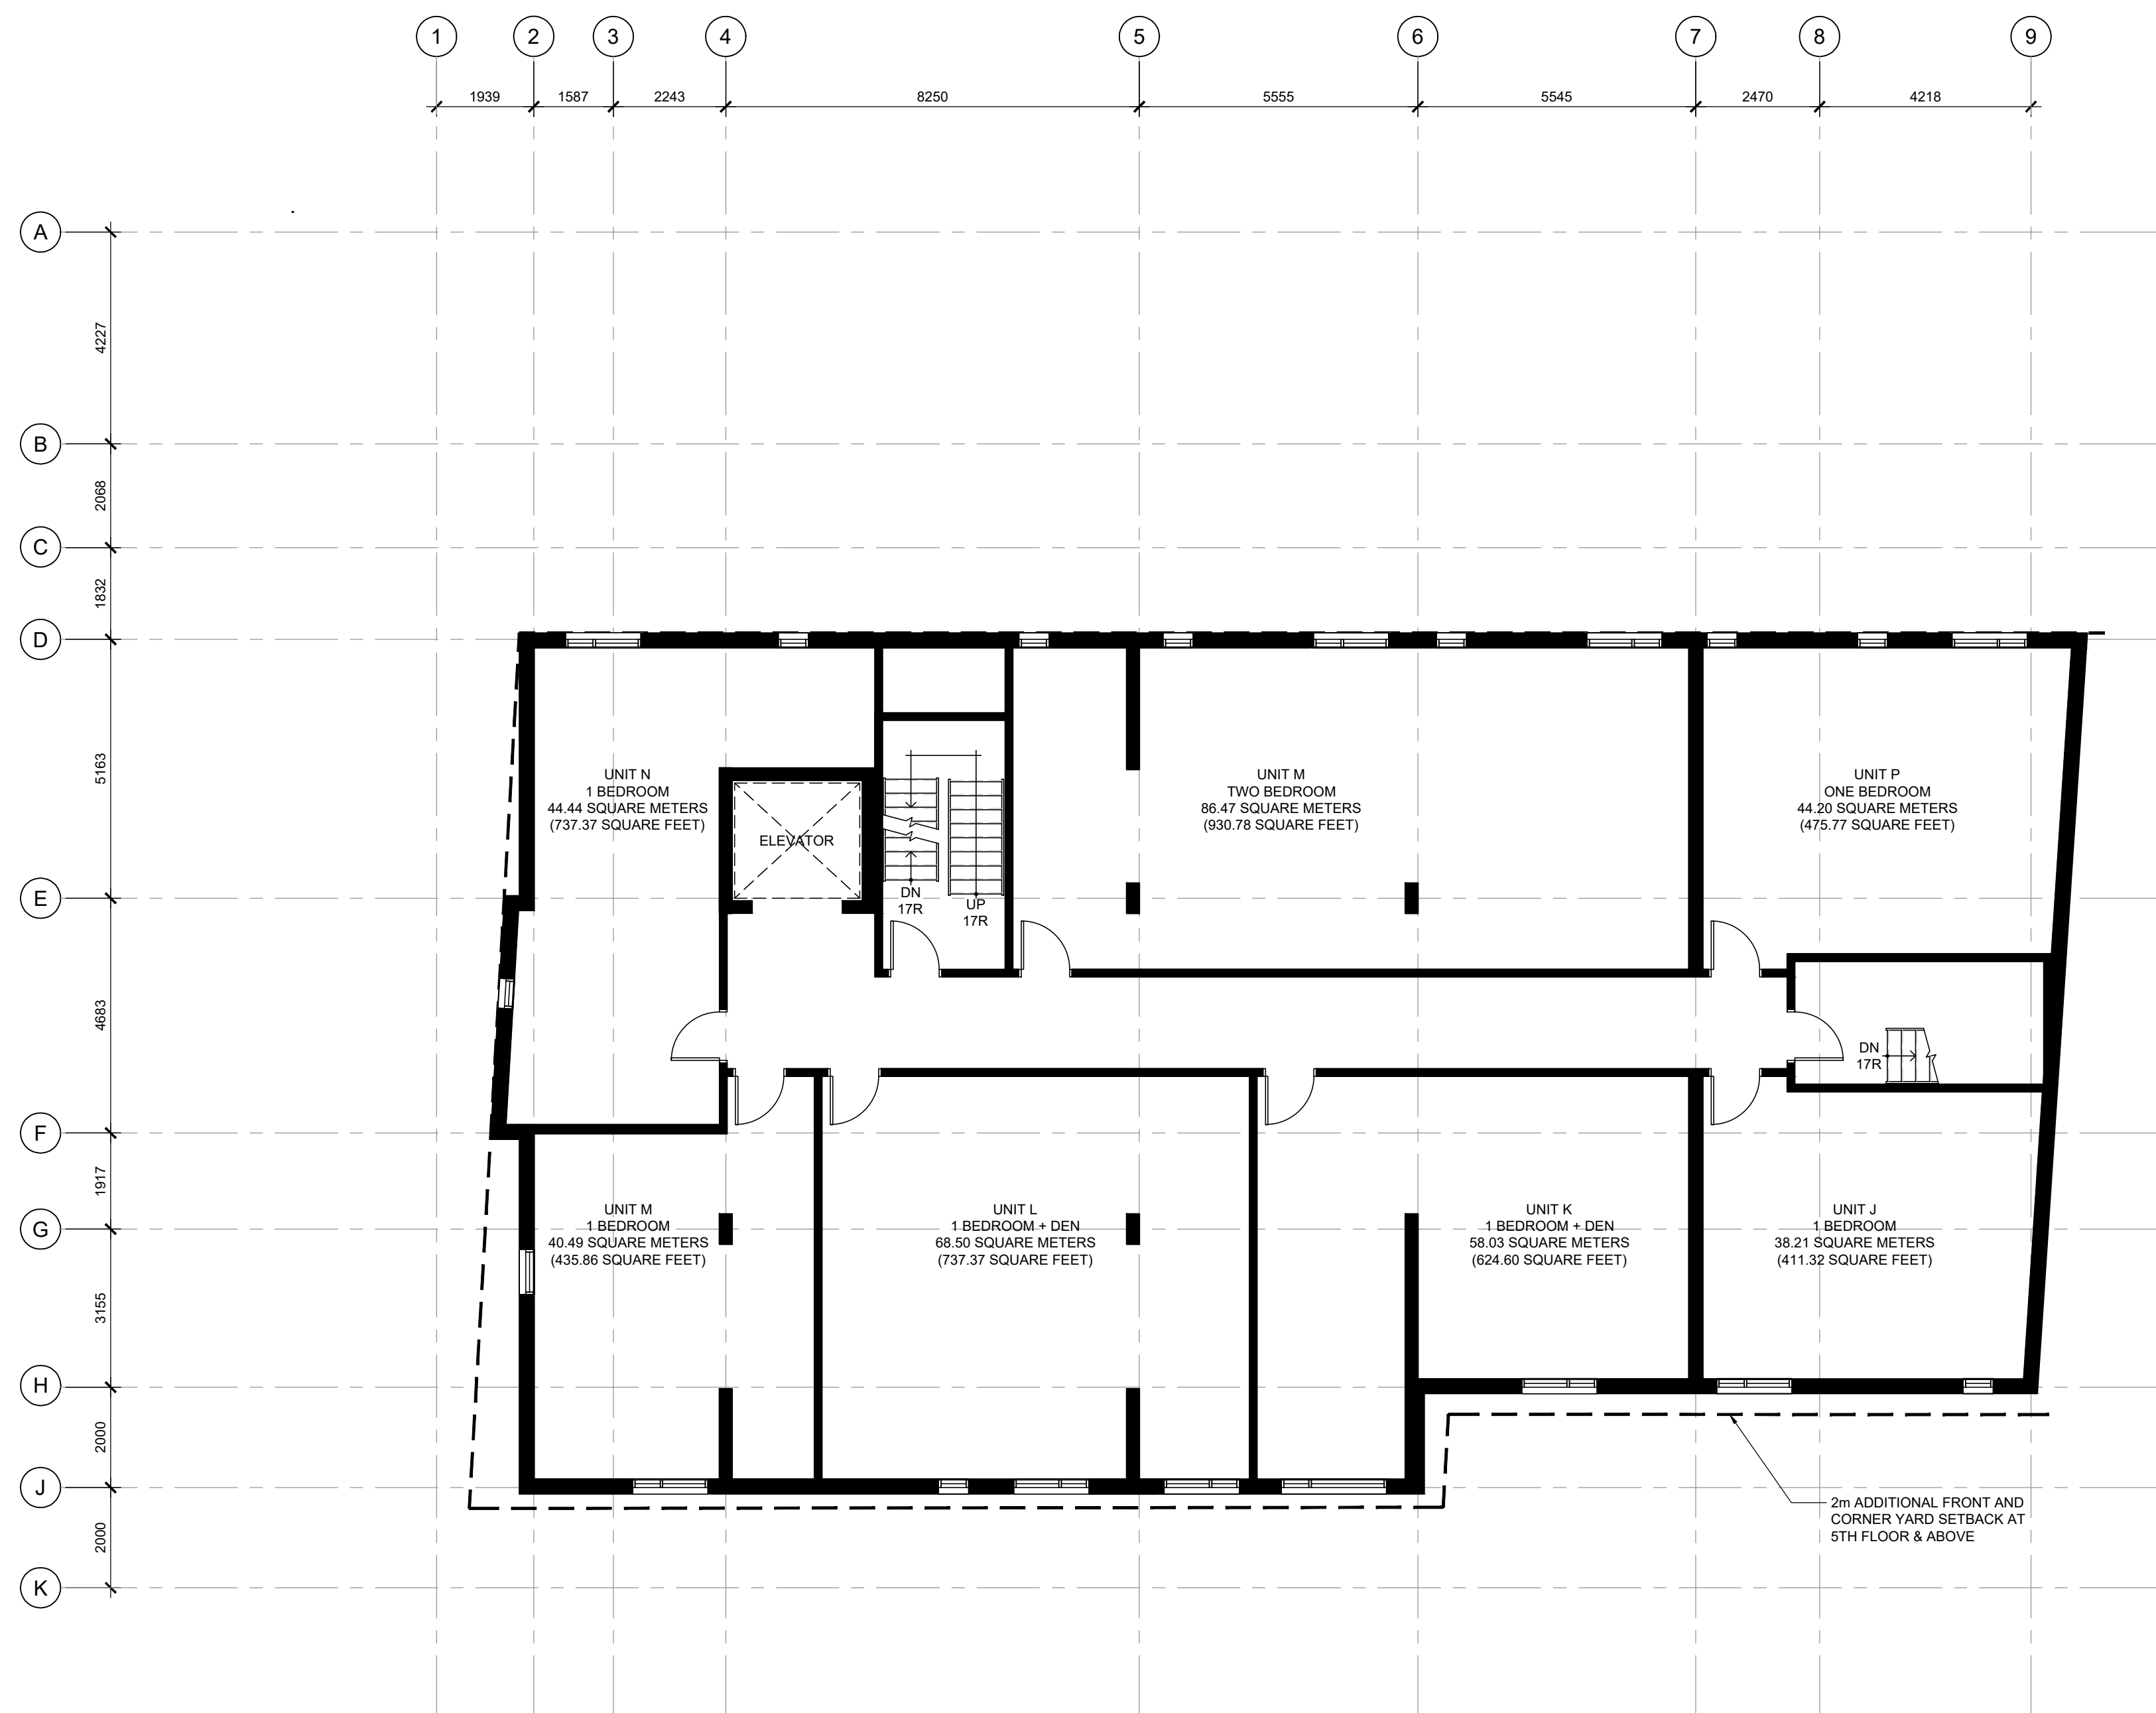 1 2 3 4 5 6 7 8 9
1939 1587 2243 8250 5555 5545 2470 4218
A
4227
B
2068
C
1832
D
5163
E
4683
F
1917
G
3155
H
2000
J
2000
K
UNIT N
1 BEDROOM
44.44 SQUARE METERS
(737.37 SQUARE FEET)
ELEVATOR
DN
17R
UP
17R
UNIT M
TWO BEDROOM
86.47 SQUARE METERS
(930.78 SQUARE FEET)
UNIT P
ONE BEDROOM
44.20 SQUARE METERS
(475.77 SQUARE FEET)
DN
17R
UNIT M
1 BEDROOM
40.49 SQUARE METERS
(435.86 SQUARE FEET)
UNIT L
1 BEDROOM + DEN
68.50 SQUARE METERS
(737.37 SQUARE FEET)
UNIT K
1 BEDROOM + DEN
58.03 SQUARE METERS
(624.60 SQUARE FEET)
UNIT J
1 BEDROOM
38.21 SQUARE METERS
(411.32 SQUARE FEET)
2m ADDITIONAL FRONT AND
CORNER YARD SETBACK AT
5TH FLOOR & ABOVE